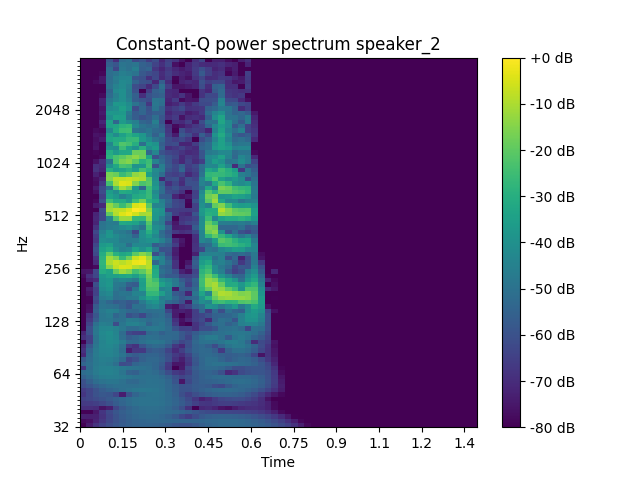 Constant-Q power spectrum speaker_2
Hz
2048
1024
512
256
128
64
32
0 0.15 0.3 0.45 0.6 0.75 0.9 1.1 1.2 1.4
Time
+0 dB
-10 dB
-20 dB
-30 dB
-40 dB
-50 dB
-60 dB
-70 dB
-80 dB